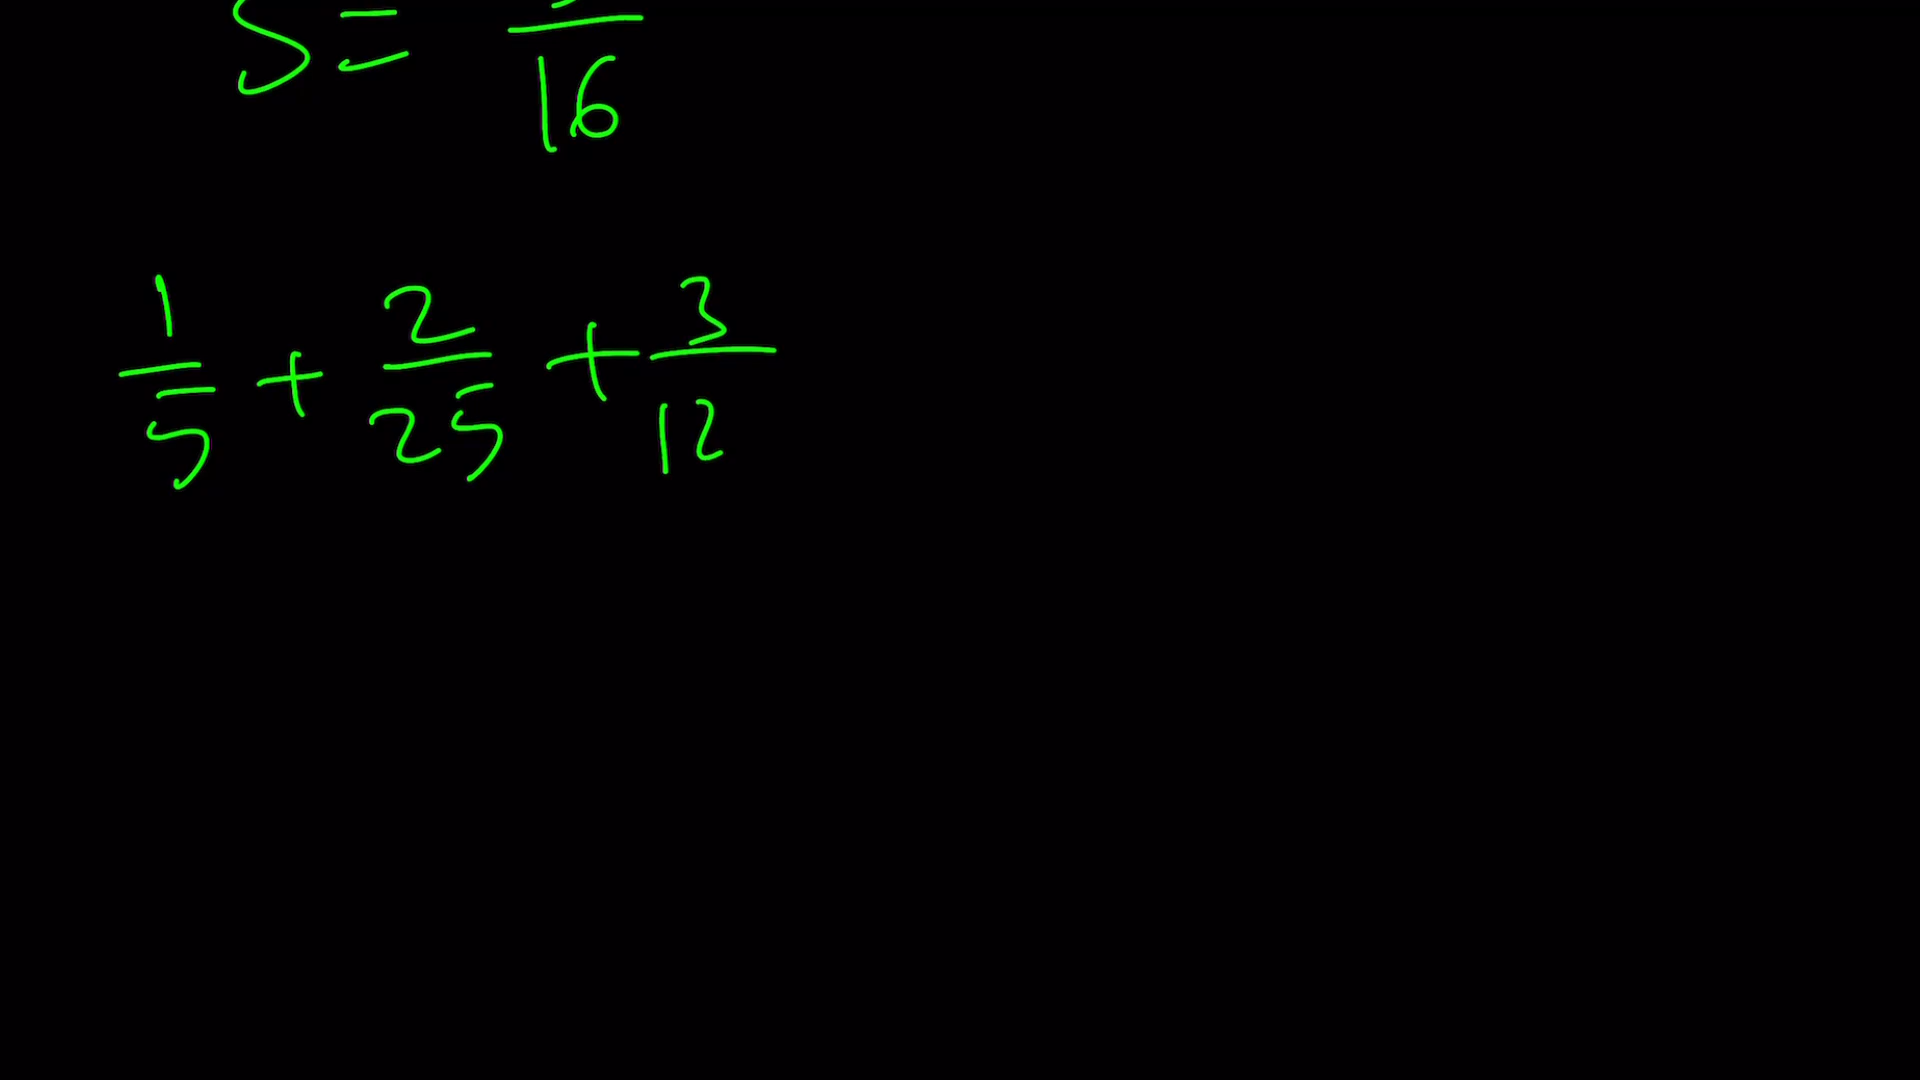 S = /16
1/5 + 2/25 + 3/12